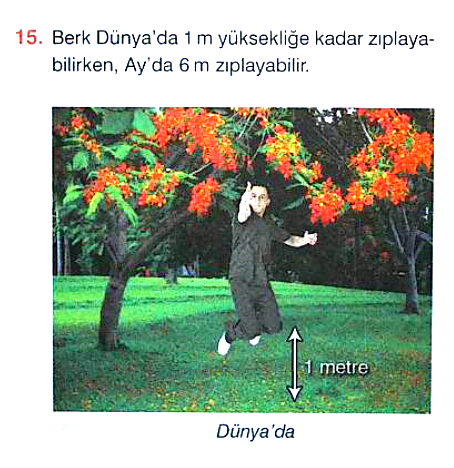 15. Berk Dünya'da 1 m yüksekliğe kadar zıplaya-
bilirken, Ay'da 6 m zıplayabilir.
1 metre
Dünya'da